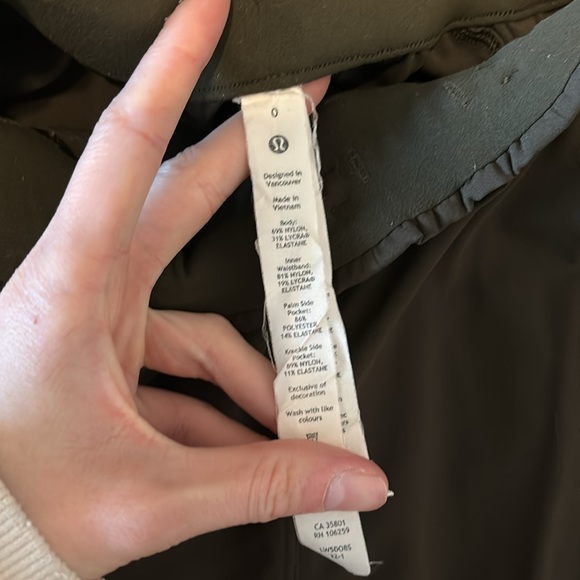 0
Designed in
Vancouver
Made in
Vietnam
Body:
69% NYLON,
31% LYCRA®
ELASTANE
Inner
Waistband:
81% NYLON,
19% LYCRA®
ELASTANE
Palm Side
Pocket:
86%
POLYESTER,
14% ELASTANE
Knuckle Side
Pocket:
89% NYLON,
11% ELASTANE
Exclusive of
decoration
Wash with like
colours
CA 35801
RN 106259